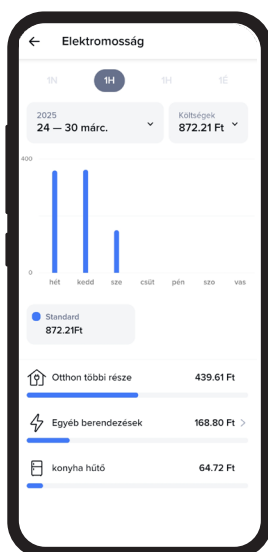 Elektromosság
1N 1H 1H 1É
2025
24 — 30 márc.
Költségek
872.21 Ft
400
0
hét kedd sze csüt pén szo vas
Standard
872.21Ft
Otthon többi része 439.61 Ft
Egyéb berendezések 168.80 Ft
konyha hűtő 64.72 Ft